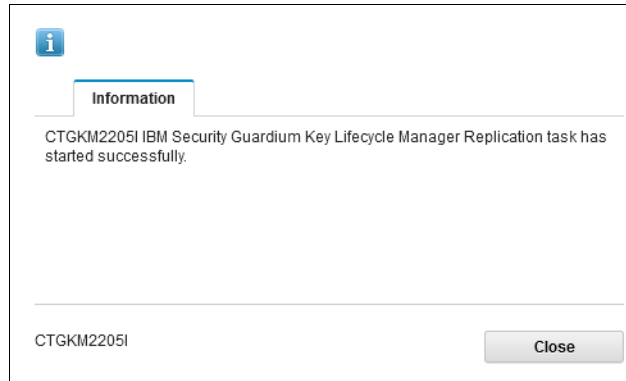 i
Information
CTGKM2205I IBM Security Guardium Key Lifecycle Manager Replication task has
started successfully.
CTGKM2205I
Close